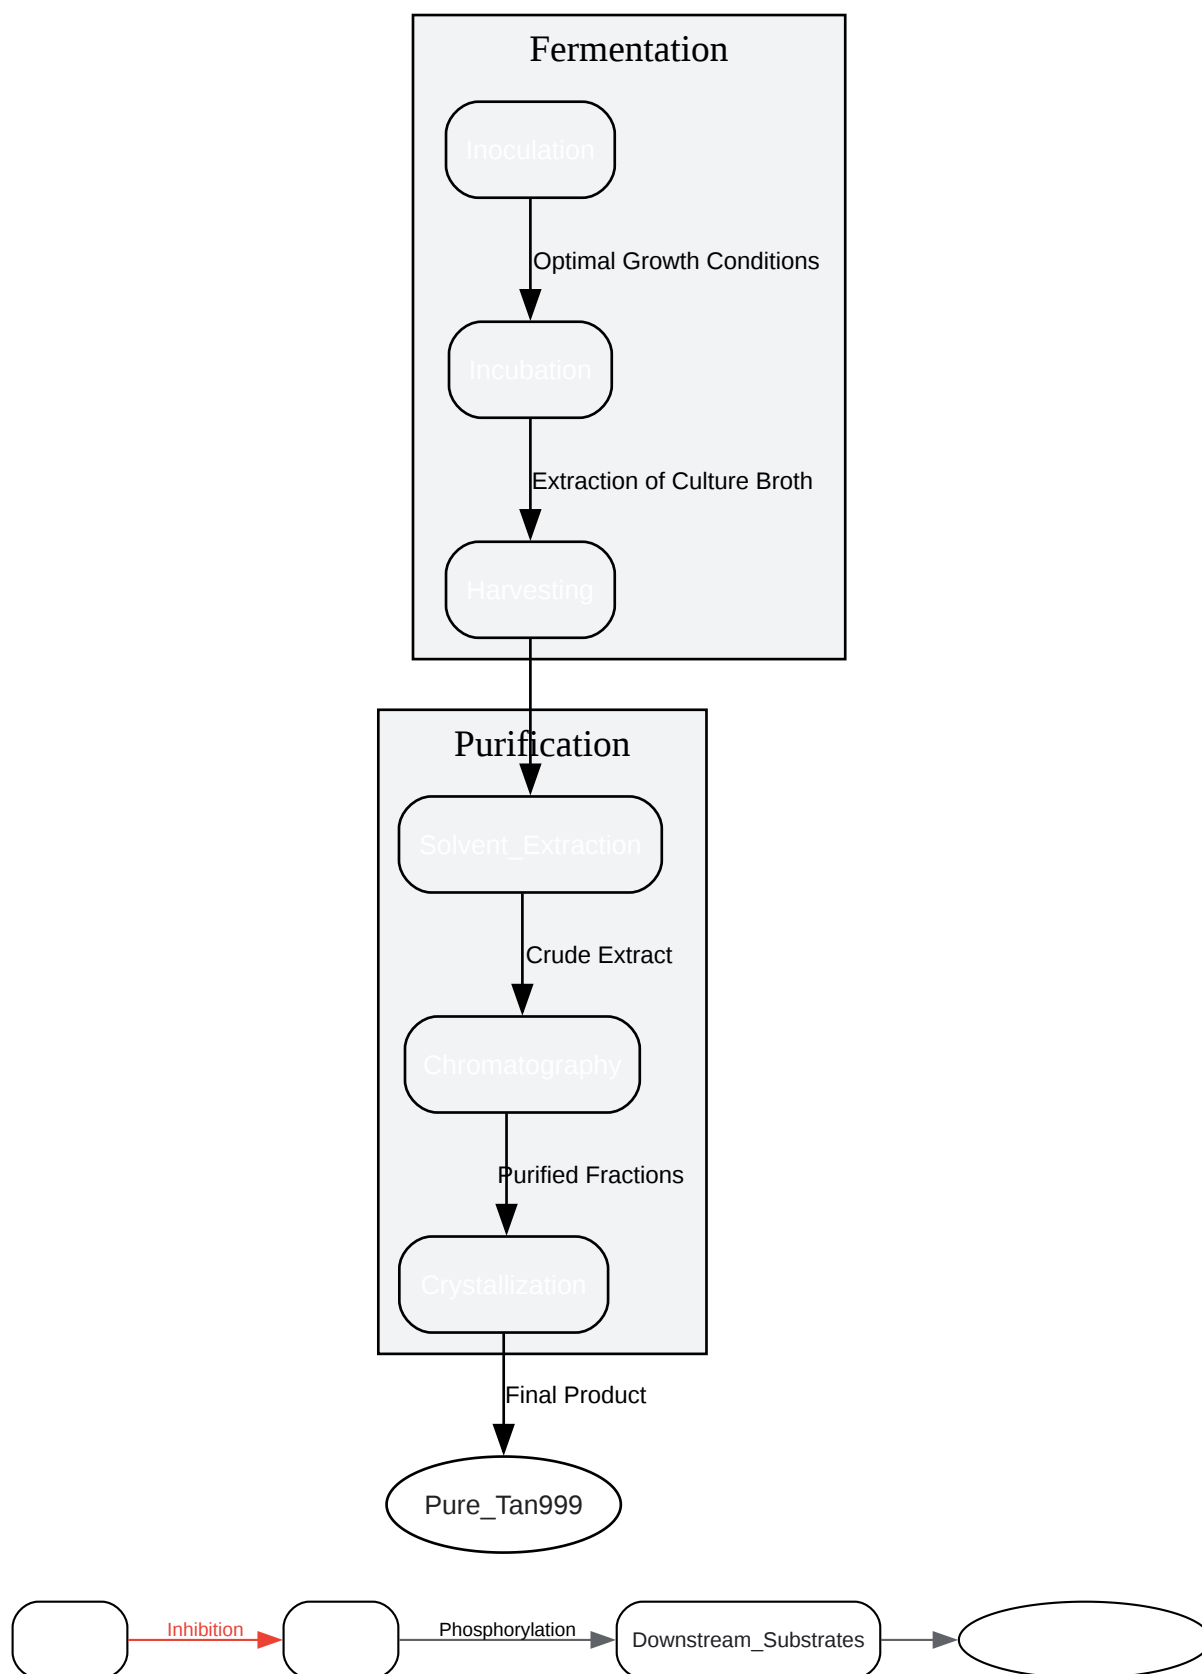 Fermentation
Inoculation
Optimal Growth Conditions
Incubation
Extraction of Culture Broth
Harvesting
Purification
Solvent_Extraction
Crude Extract
Chromatography
Purified Fractions
Crystallization
Final Product
Pure_Tan999
Inhibition
Phosphorylation
Downstream_Substrates